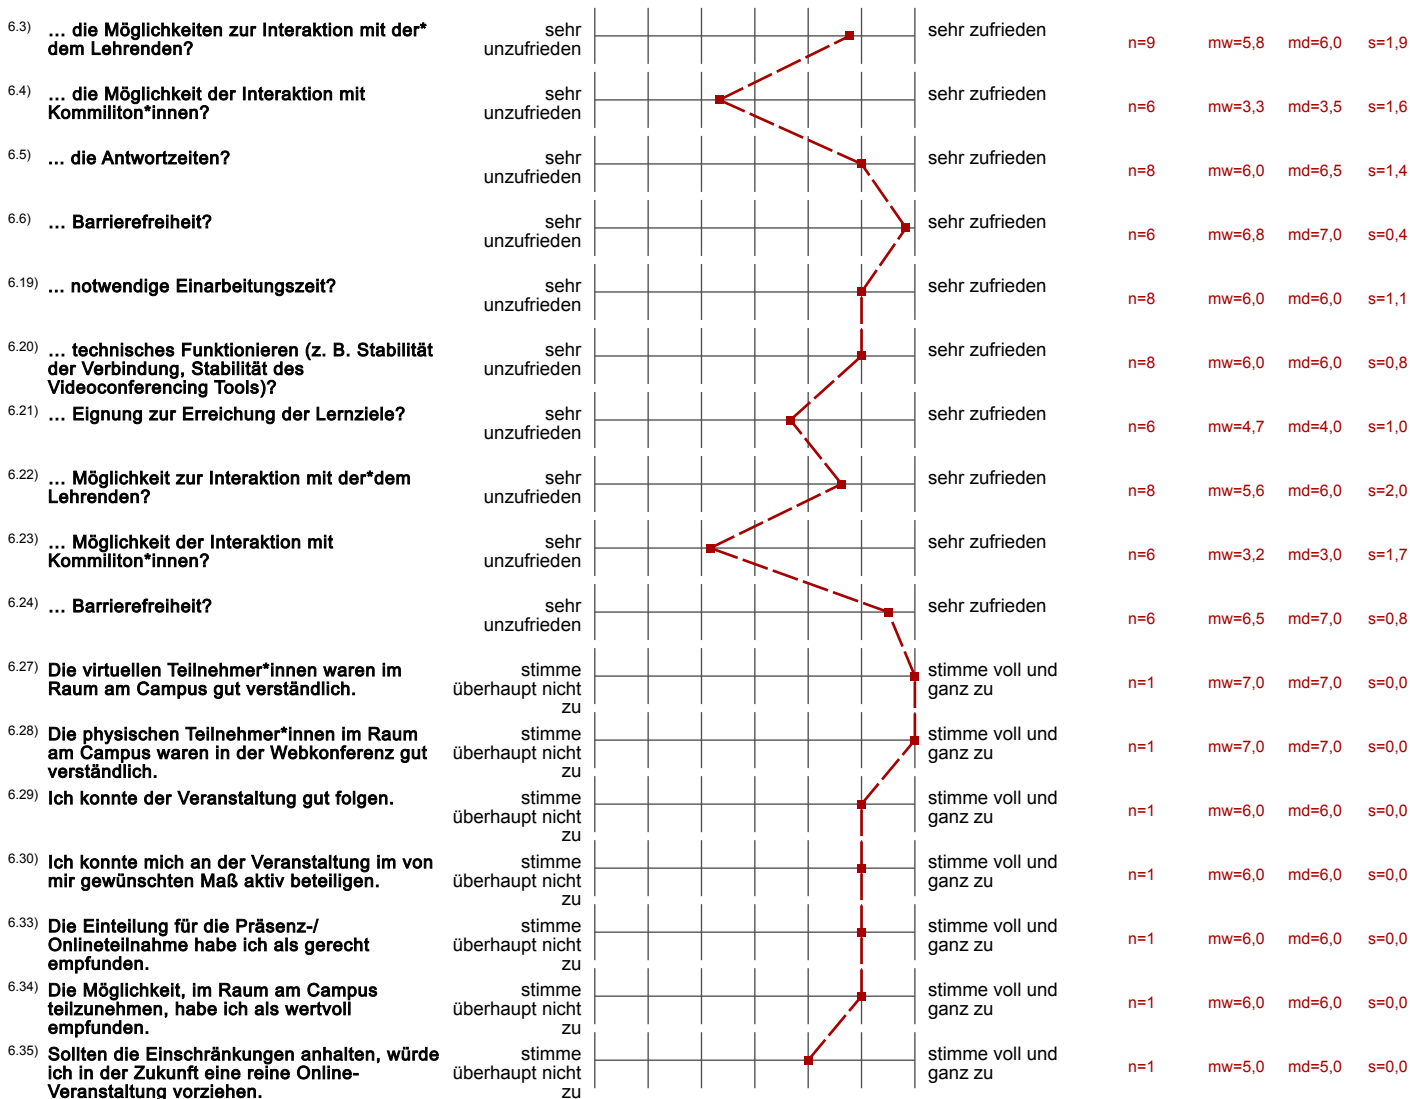 6.3) ... die Möglichkeiten zur Interaktion mit der* sehr sehr zufrieden
dem Lehrenden? unzufrieden n=9 mw=5,8 md=6,0 s=1,9
6.4) ... die Möglichkeit der Interaktion mit sehr sehr zufrieden
Kommiliton*innen? unzufrieden n=6 mw=3,3 md=3,5 s=1,6
6.5) ... die Antwortzeiten? sehr sehr zufrieden
unzufrieden n=8 mw=6,0 md=6,5 s=1,4
6.6) ... Barrierefreiheit? sehr sehr zufrieden
unzufrieden n=6 mw=6,8 md=7,0 s=0,4
6.19) ... notwendige Einarbeitungszeit? sehr sehr zufrieden
unzufrieden n=8 mw=6,0 md=6,0 s=1,1
6.20) ... technisches Funktionieren (z. B. Stabilität sehr sehr zufrieden
der Verbindung, Stabilität des unzufrieden n=8 mw=6,0 md=6,0 s=0,8
Videoconferencing Tools)?
6.21) ... Eignung zur Erreichung der Lernziele? sehr sehr zufrieden
unzufrieden n=6 mw=4,7 md=4,0 s=1,0
6.22) ... Möglichkeit zur Interaktion mit der*dem sehr sehr zufrieden
Lehrenden? unzufrieden n=8 mw=5,6 md=6,0 s=2,0
6.23) ... Möglichkeit der Interaktion mit sehr sehr zufrieden
Kommiliton*innen? unzufrieden n=6 mw=3,2 md=3,0 s=1,7
6.24) ... Barrierefreiheit? sehr sehr zufrieden
unzufrieden n=6 mw=6,5 md=7,0 s=0,8
6.27) Die virtuellen Teilnehmer*innen waren im stimme stimme voll und
Raum am Campus gut verständlich. überhaupt nicht ganz zu n=1 mw=7,0 md=7,0 s=0,0
zu
6.28) Die physischen Teilnehmer*innen im Raum stimme stimme voll und
am Campus waren in der Webkonferenz gut überhaupt nicht ganz zu n=1 mw=7,0 md=7,0 s=0,0
verständlich. zu
6.29) Ich konnte der Veranstaltung gut folgen. stimme stimme voll und
überhaupt nicht ganz zu n=1 mw=6,0 md=6,0 s=0,0
zu
6.30) Ich konnte mich an der Veranstaltung im von stimme stimme voll und
mir gewünschten Maß aktiv beteiligen. überhaupt nicht ganz zu n=1 mw=6,0 md=6,0 s=0,0
zu
6.33) Die Einteilung für die Präsenz-/ stimme stimme voll und
Onlineteilnahme habe ich als gerecht überhaupt nicht ganz zu n=1 mw=6,0 md=6,0 s=0,0
empfunden. zu
6.34) Die Möglichkeit, im Raum am Campus stimme stimme voll und
teilzunehmen, habe ich als wertvoll überhaupt nicht ganz zu n=1 mw=6,0 md=6,0 s=0,0
empfunden. zu
6.35) Sollten die Einschränkungen anhalten, würde stimme stimme voll und
ich in der Zukunft eine reine Online- überhaupt nicht ganz zu n=1 mw=5,0 md=5,0 s=0,0
Veranstaltung vorziehen. zu